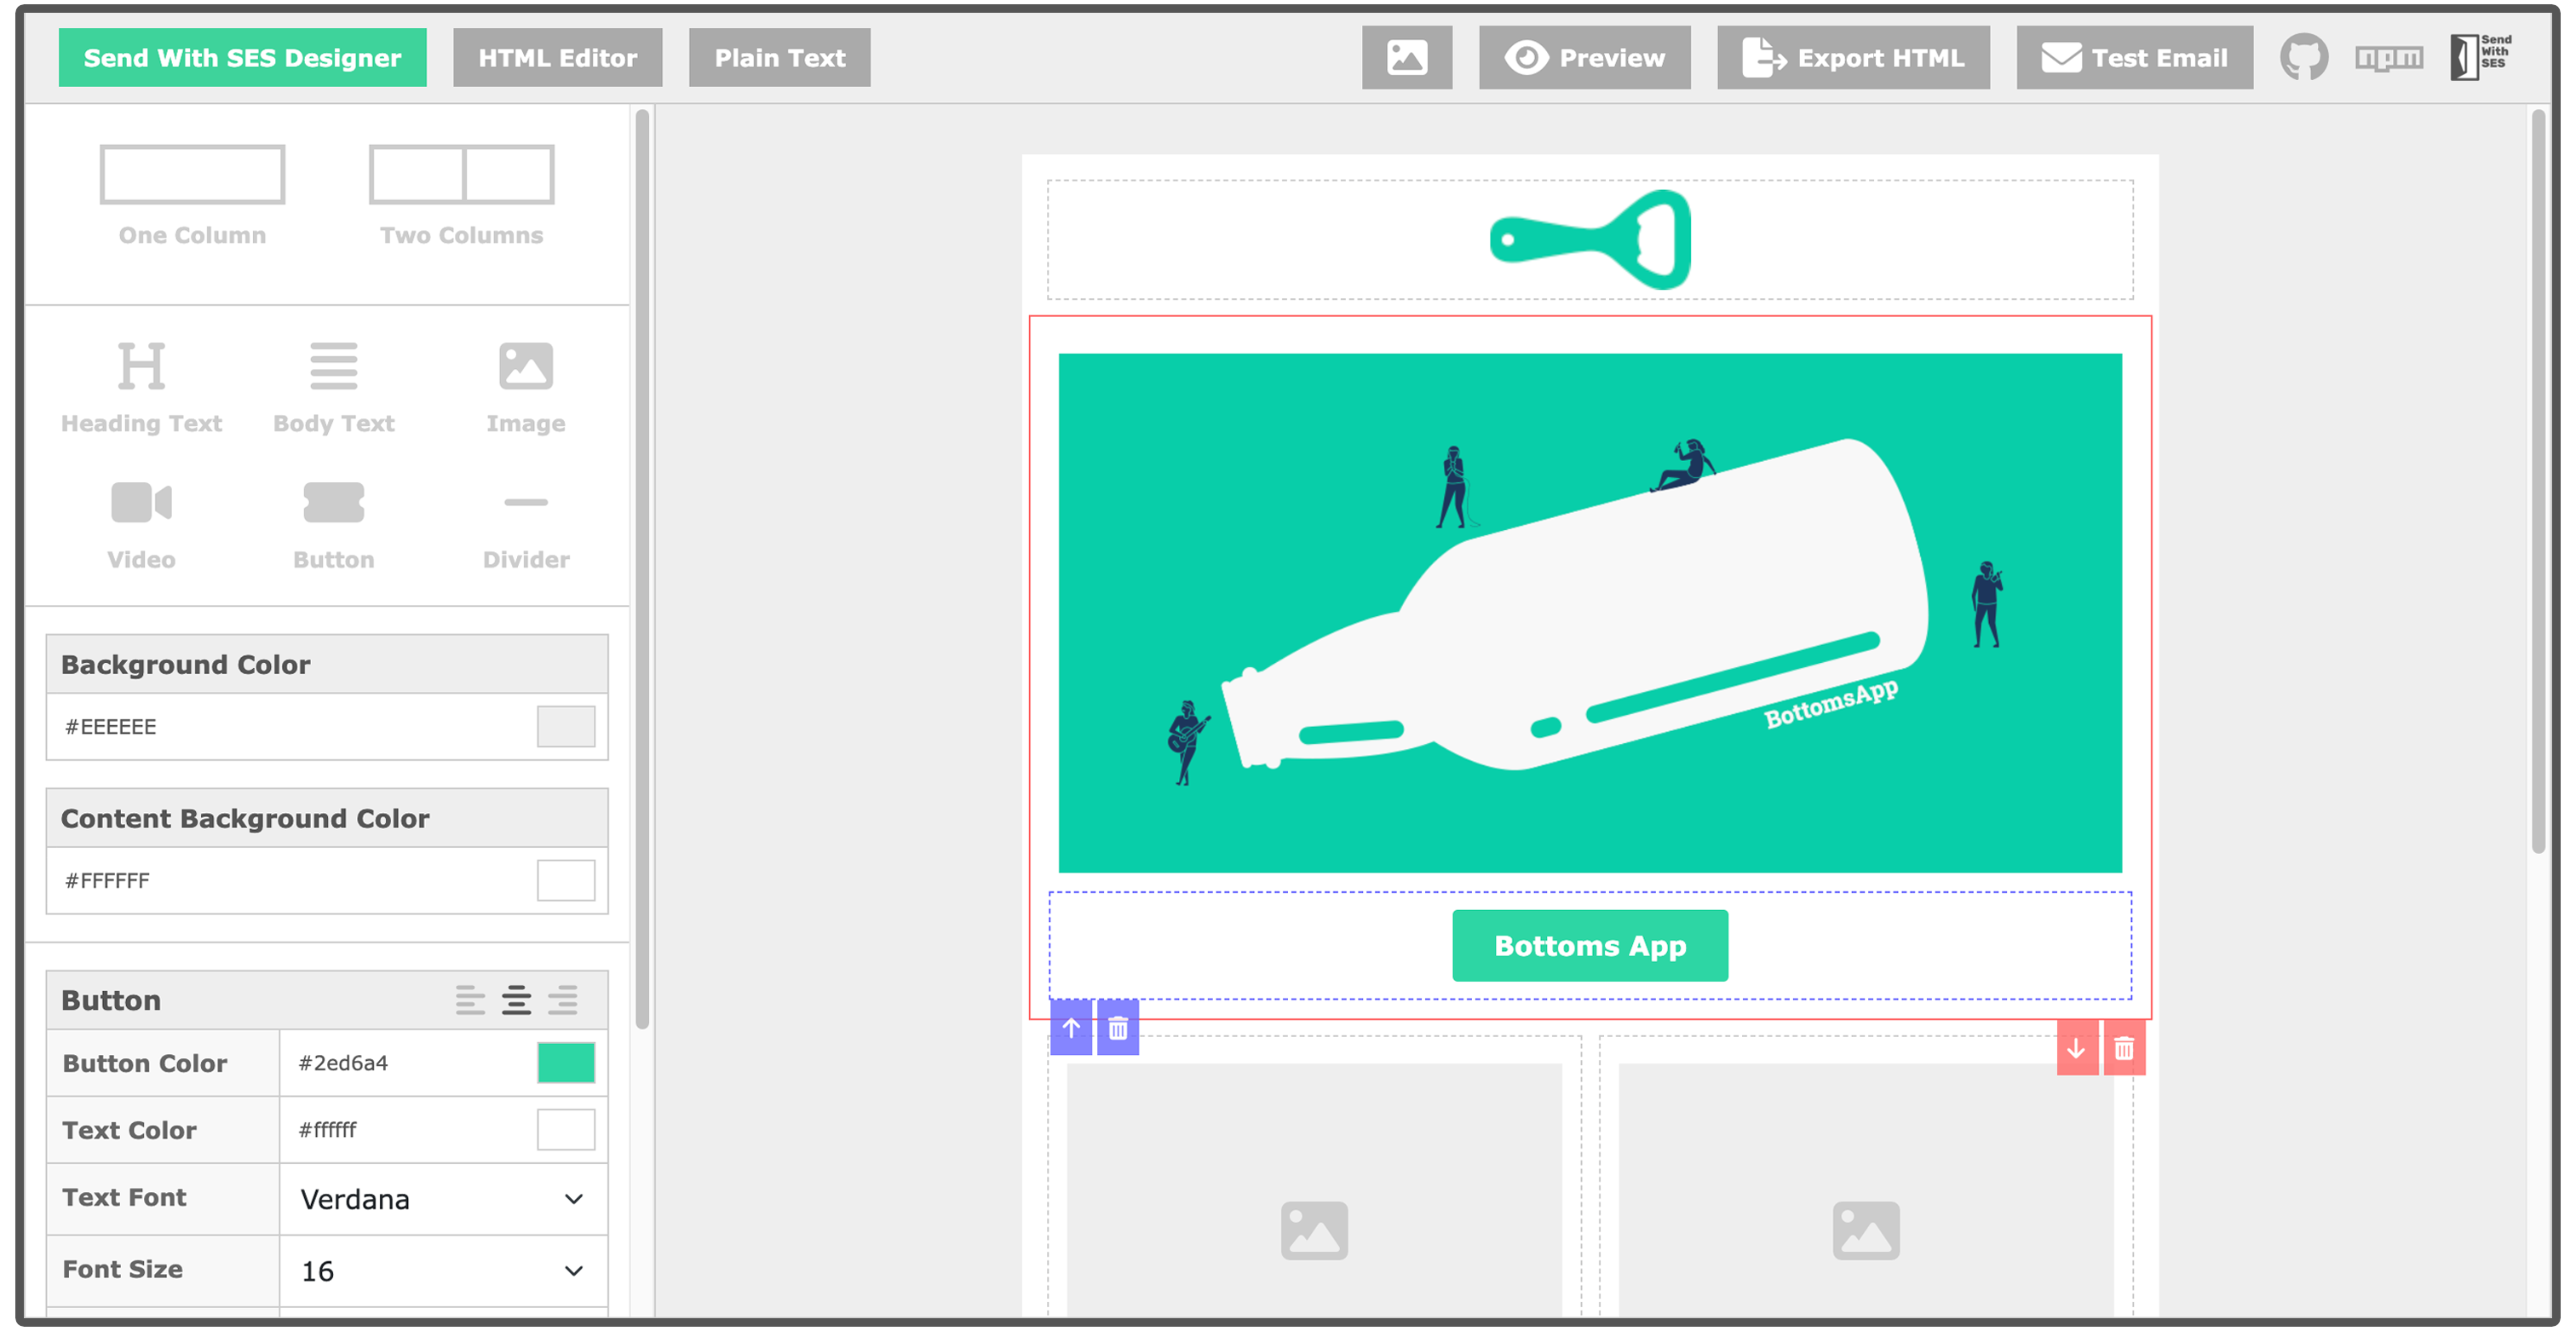 Send With SES Designer
HTML Editor
Plain Text
Preview
Export HTML
Test Email
npm
Send
With
SES
One Column
Two Columns
Heading Text
Body Text
Image
Video
Button
Divider
Background Color
#EEEEEE
Content Background Color
#FFFFFF
Button
Button Color
#2ed6a4
Text Color
#ffffff
Text Font
Verdana
Font Size
16
BottomsApp
Bottoms App